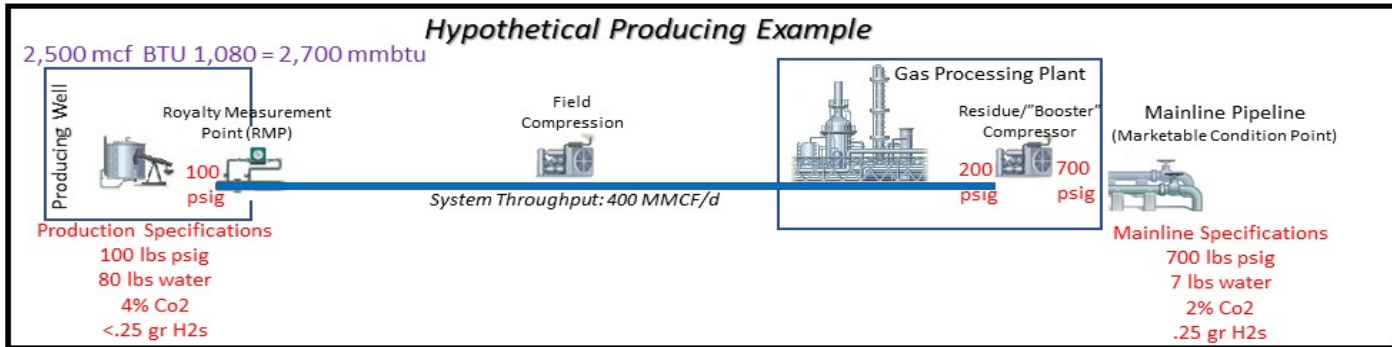 Hypothetical Producing Example
2,500 mcf BTU 1,080 = 2,700 mmbtu
Producing Well
Royalty Measurement
Point (RMP)
100
psig
Field
Compression
System Throughput: 400 MMCF/d
Gas Processing Plant
Residue/"Booster"
Compressor
200
psig
700
psig
Mainline Pipeline
(Marketable Condition Point)
Production Specifications
100 lbs psig
80 lbs water
4% Co2
<.25 gr H2s
Mainline Specifications
700 lbs psig
7 lbs water
2% Co2
.25 gr H2s